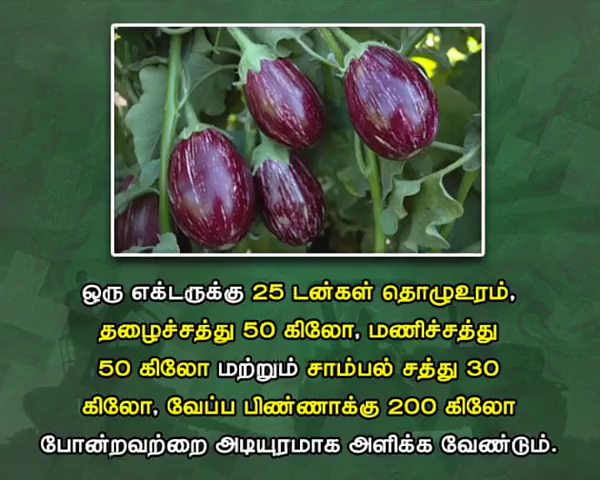 ஒரு எக்டருக்கு 25 டன்கள் தொழுஉரம்,
தழைச்சத்து 50 கிலோ, மணிச்சத்து
50 கிலோ மற்றும் சாம்பல் சத்து 30
கிலோ, வேப்ப பிண்ணாக்கு 200 கிலோ
போன்றவற்றை அடியுரமாக அளிக்க வேண்டும்.